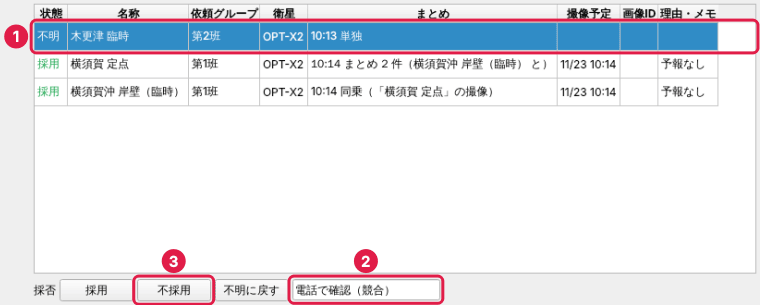 状態 名称 依頼グループ 衛星 まとめ 撮像予定 画像ID 理由・メモ
1 不明 木更津 臨時 第2班 OPT-X2 10:13 単独
採用 横須賀 定点 第1班 OPT-X2 10:14 まとめ 2 件（横須賀沖 岸壁（臨時） と） 11/23 10:14 予報なし
採用 横須賀沖 岸壁（臨時） 第1班 OPT-X2 10:14 同乗（「横須賀 定点」の撮像） 11/23 10:14 予報なし
3 2
採否 採用 不採用 不明に戻す 電話で確認（競合）